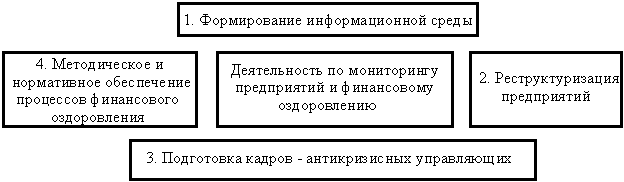 1. Формирование информационной среды
4. Методическое и
нормативное обеспечение
процессов финансового
оздоровления
Деятельность по мониторингу
предприятий и финансовому
оздоровлению
2. Реструктуризация
предприятий
3. Подготовка кадров - антикризисных управляющих